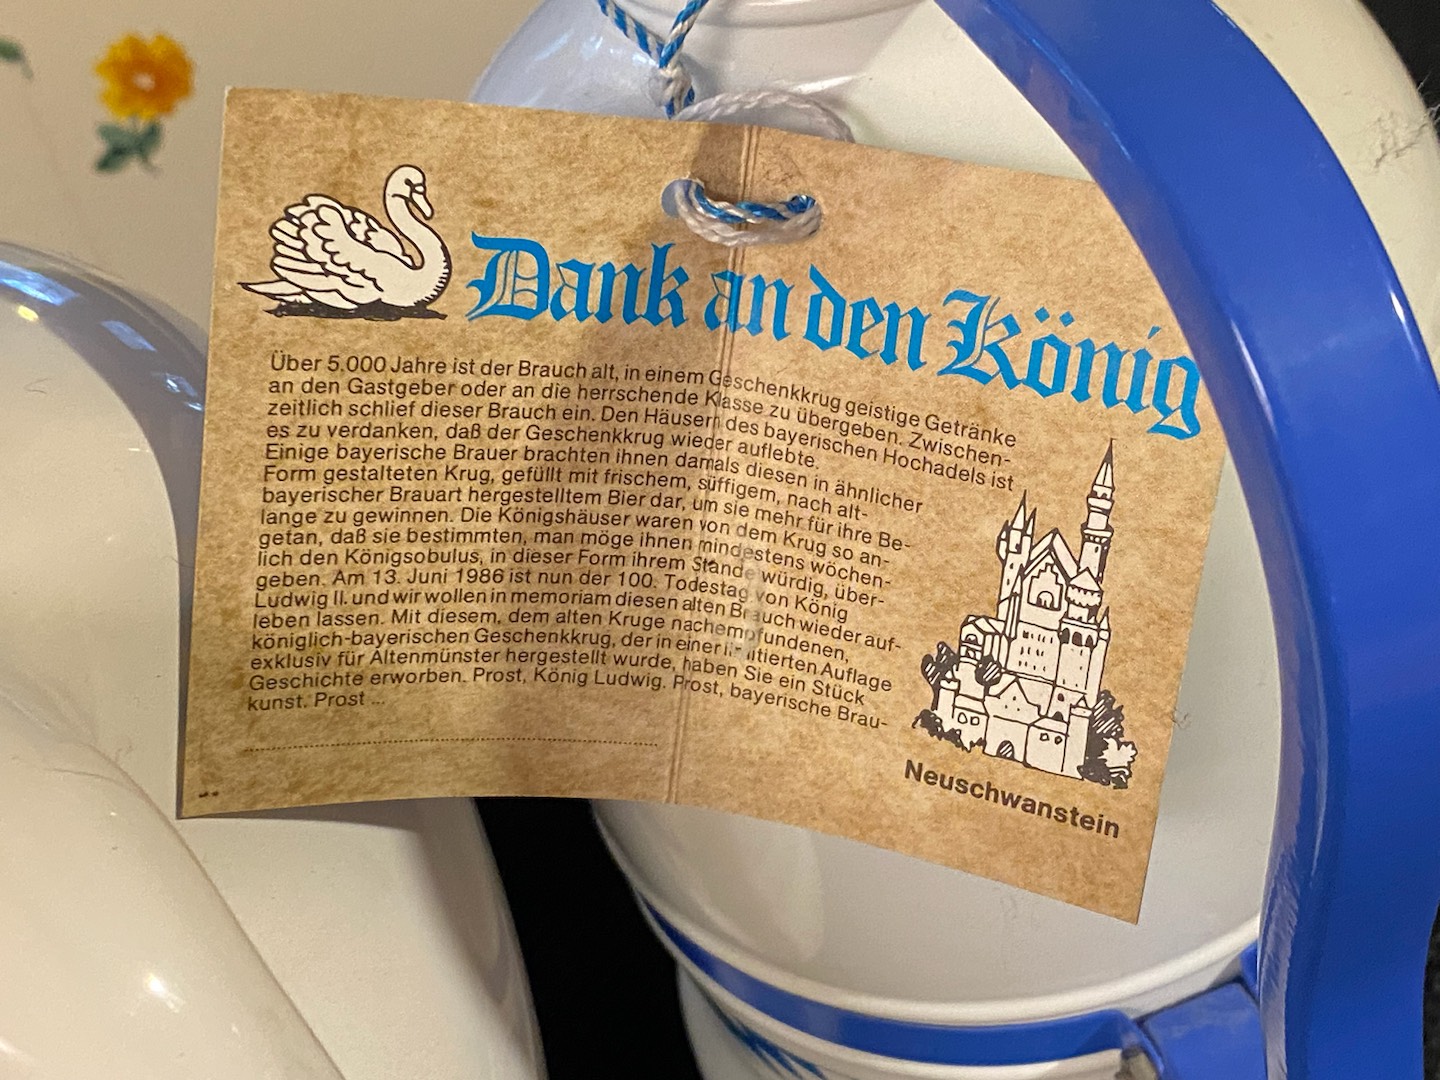 Dank an den König
Über 5.000 Jahre ist der Brauch alt, in einem Geschenkkrug geistige Getränke
an den Gastgeber oder an die herrschende Klasse zu übergeben. Zwischen-
zeitlich schlief dieser Brauch ein. Den Häusern des bayerischen Hochadels ist
es zu verdanken, daß der Geschenkkrug wieder auflebte.
Einige bayerische Brauer brachten ihnen damals diesen in ähnlicher
Form gestalteten Krug, gefüllt mit frischem, süffigem, nach alt-
bayerischer Brauart hergestelltem Bier dar, um sie mehr für ihre Be-
lange zu gewinnen. Die Königshäuser waren von dem Krug so an-
getan, daß sie bestimmten, man möge ihnen mindestens wöchen-
lich den Königsobulus, in dieser Form ihrem Stande würdig, über-
geben. Am 13. Juni 1986 ist nun der 100. Todestag von König
Ludwig II. und wir wollen in memoriam diesen alten Brauch wieder auf-
leben lassen. Mit diesem, dem alten Kruge nachempfundenen,
königlich-bayerischen Geschenkkrug, der in einer limitierten Auflage
exklusiv für Altenmünster hergestellt wurde, haben Sie ein Stück
Geschichte erworben. Prost, König Ludwig. Prost, bayerische Brau-
kunst. Prost ...
Neuschwanstein